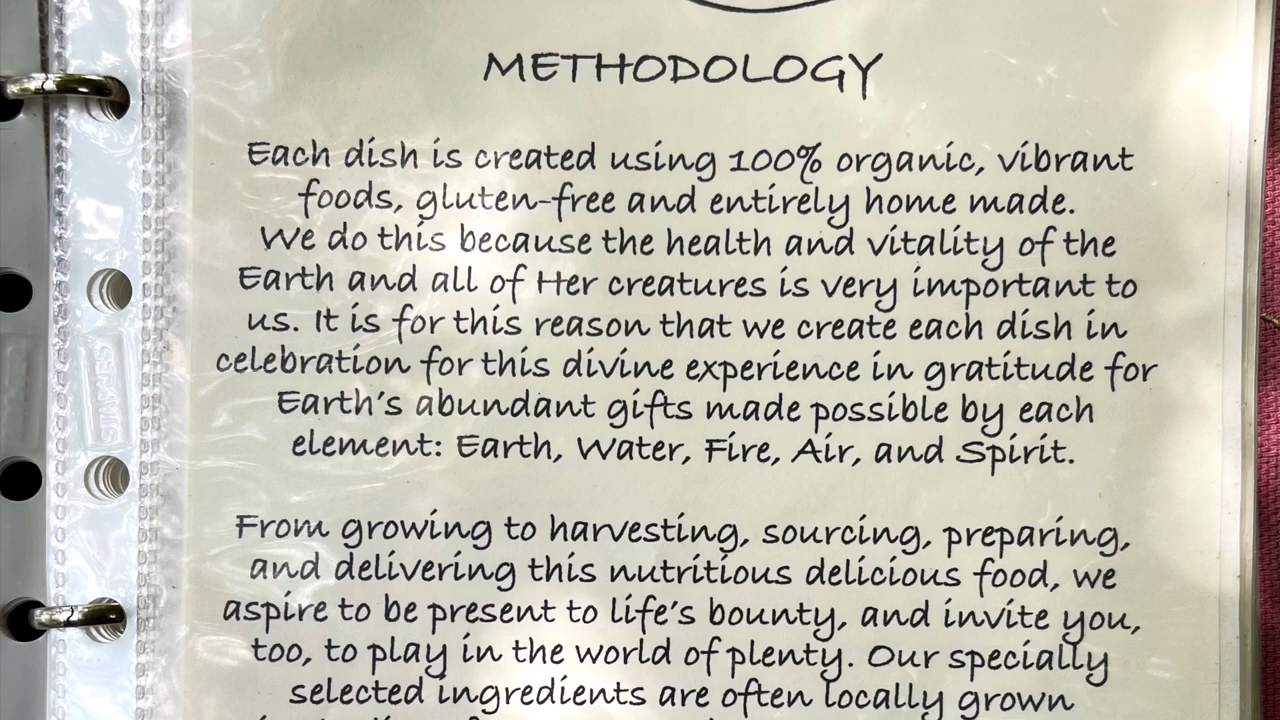 METHODOLOGY
Each dish is created using 100% organic, vibrant
foods, gluten-free and entirely home made.
We do this because the health and vitality of the
Earth and all of Her creatures is very important to
us. It is for this reason that we create each dish in
celebration for this divine experience in gratitude for
Earth's abundant gifts made possible by each
element: Earth, Water, Fire, Air, and Spirit.
From growing to harvesting, sourcing, preparing,
and delivering this nutritious delicious food, we
aspire to be present to life's bounty, and invite you,
too, to play in the world of plenty. Our specially
selected ingredients are often locally grown